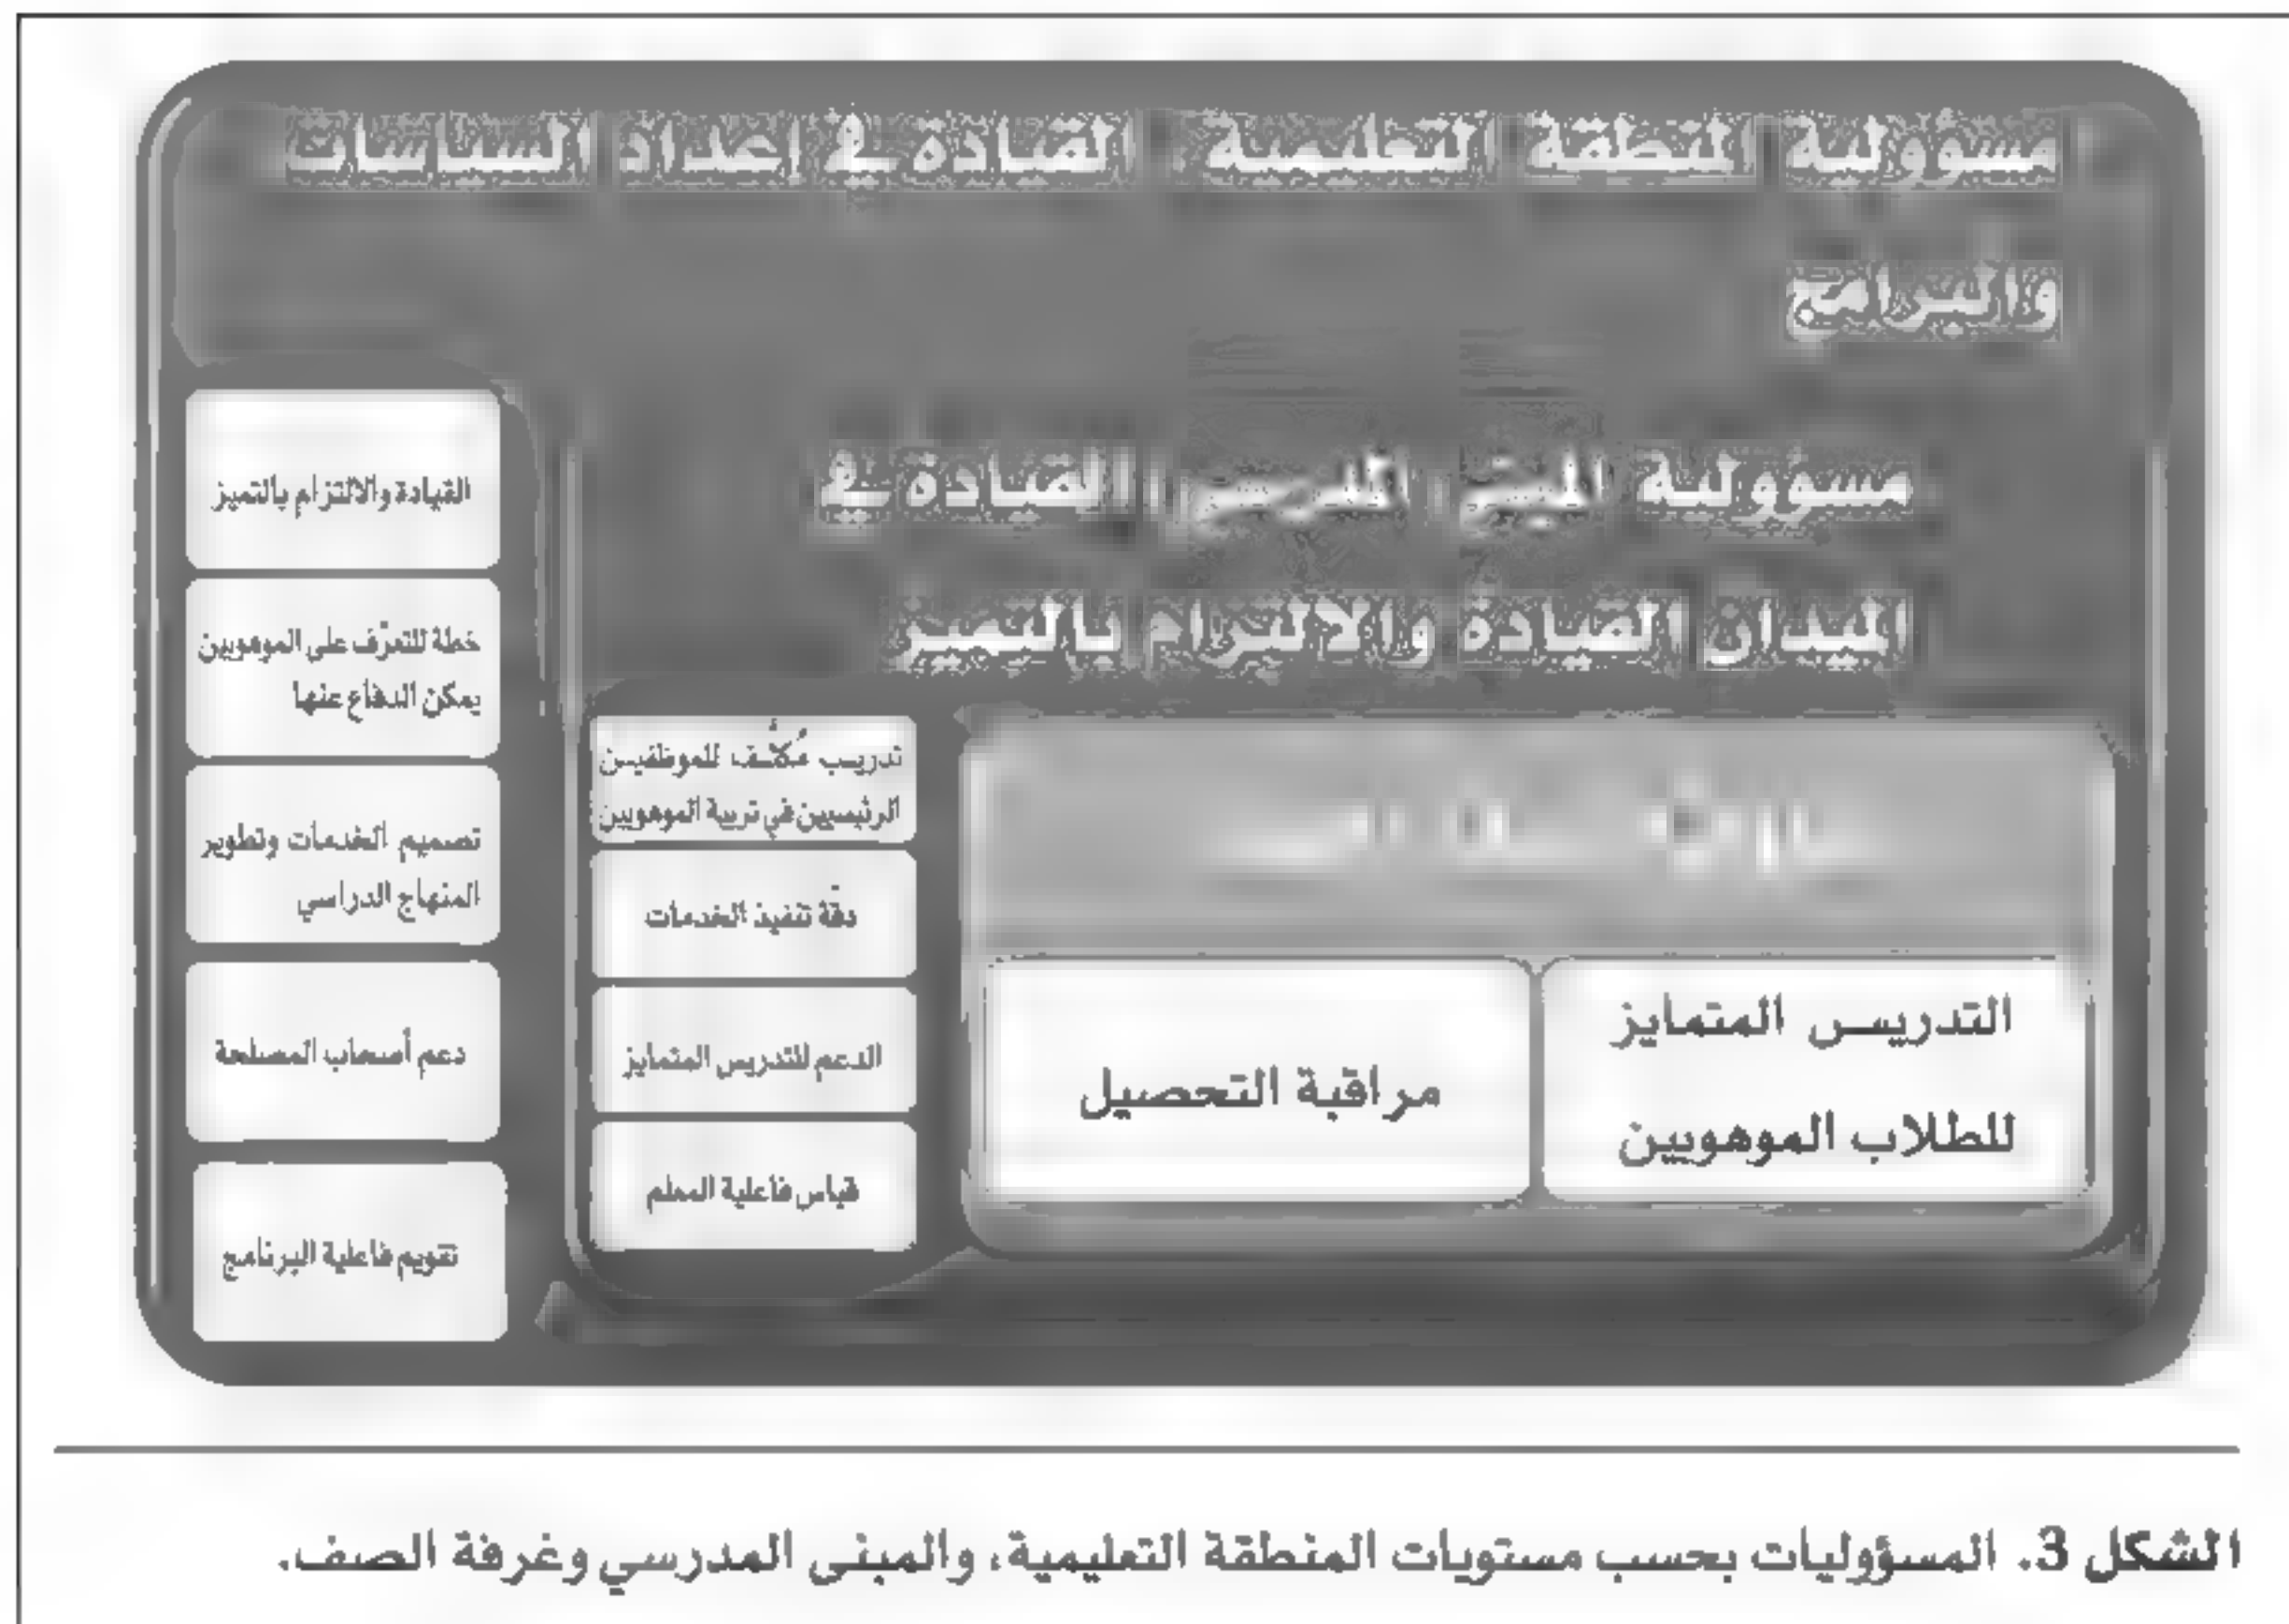 مسؤولية المنطقة التعليمية القيادة في إعداد السياسات
والبرامج
مسؤولية المبنى المدرسي القيادة في
الميدان القيادة والالتزام بالتميز
القيادة والالتزام بالتميز
خطة للتعرّف على الموهوبين
يمكن الدفاع عنها
تصميم الخدمات وتطوير
المنهاج الدراسي
دعم أصحاب المصلحة
تقويم فاعلية البرنامج
تدريب مُكثَّف للموظفين
الرئيسيين في تربية الموهوبين
دقة تنفيذ الخدمات
الدعم للتدريس المتمايز
قياس فاعلية المعلم
التدريس المتمايز
للطلاب الموهوبين
مراقبة التحصيل
الشكل 3. المسؤوليات بحسب مستويات المنطقة التعليمية، والمبنى المدرسي وغرفة الصف.